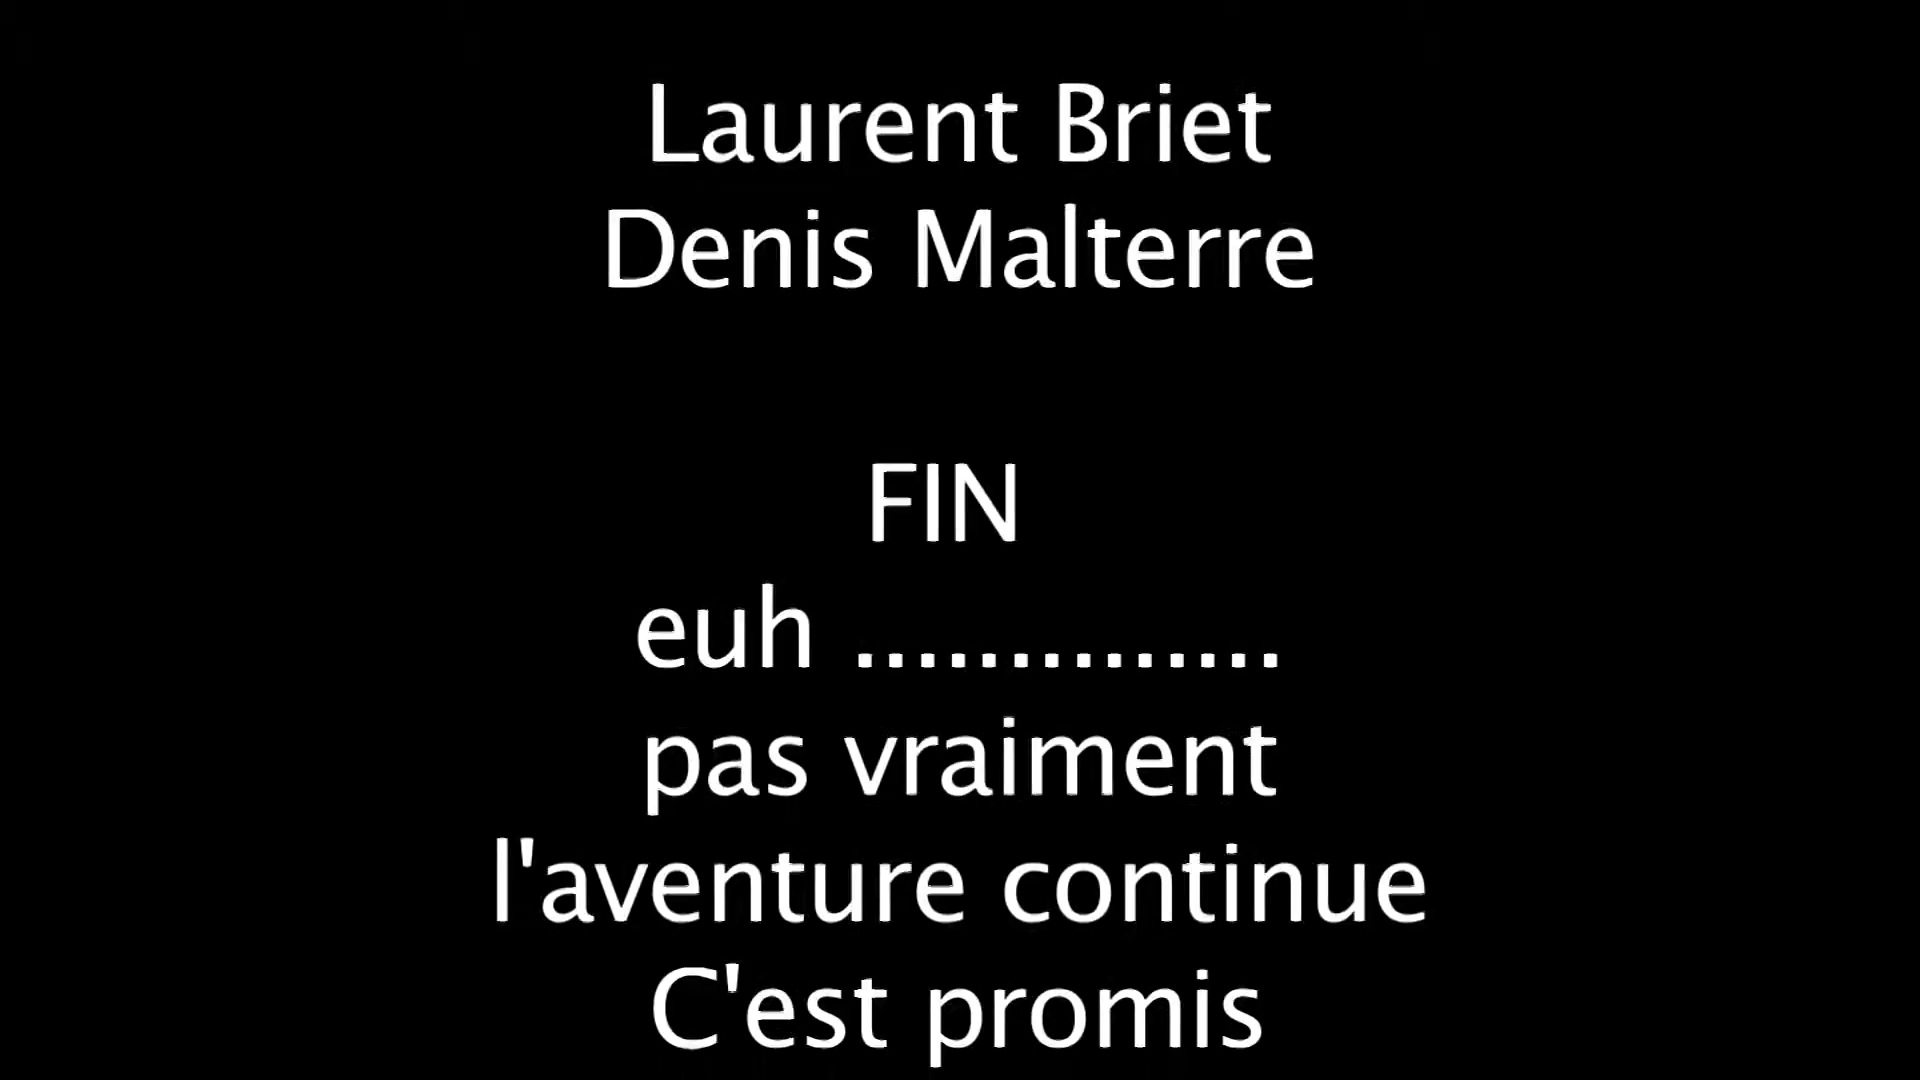 Laurent Briet
Denis Malterre
FIN
euh ..............
pas vraiment
l'aventure continue
C'est promis